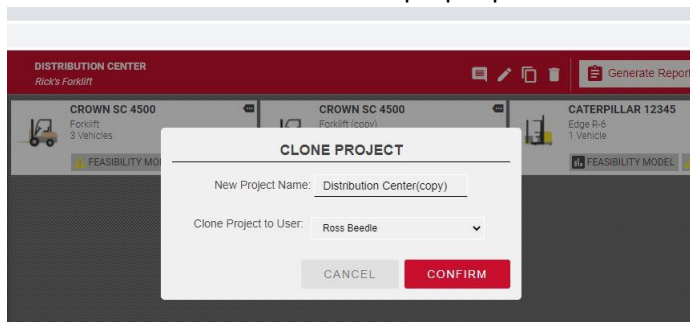 DISTRIBUTION CENTER
Rick's Forklift
Generate Report
CROWN SC 4500
Forklift
3 Vehicles
FEASIBILITY MO
CROWN SC 4500
Forklift (copy)
CATERPILLAR 12345
Edge R-6
1 Vehicle
FEASIBILITY MODEL
CLONE PROJECT
New Project Name: Distribution Center(copy)
Clone Project to User: Ross Beedle
CANCEL CONFIRM